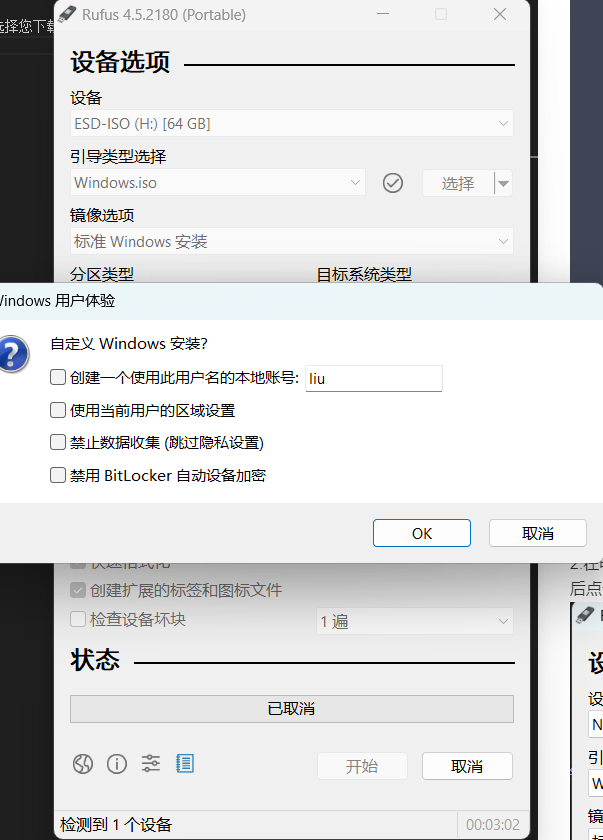 Rufus 4.5.2180 (Portable)
选择您下载
设备选项
设备
ESD-ISO (H:) [64 GB]
引导类型选择
Windows.iso
选择
镜像选项
标准 Windows 安装
分区类型
目标系统类型
Windows 用户体验
自定义 Windows 安装?
创建一个使用此用户名的本地账号:
liu
使用当前用户的区域设置
禁止数据收集 (跳过隐私设置)
禁用 BitLocker 自动设备加密
OK
取消
快速格式化
创建扩展的标签和图标文件
检查设备坏块
1 遍
状态
已取消
开始
取消
检测到 1 个设备
00:03:02
后点
设
引
镜